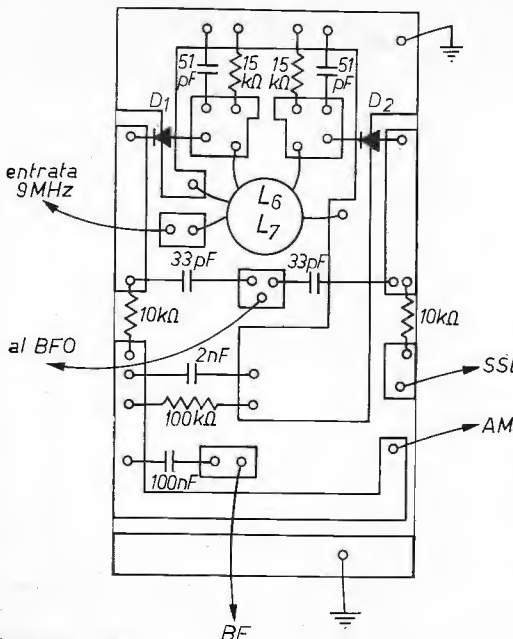 51 pF
15 kΩ
15 kΩ
51 pF
D1
D2
entrata
9MHz
L6
L7
33pF
33pF
10kΩ
10kΩ
al BFO
2nF
SSB
100kΩ
AM
100nF
BF